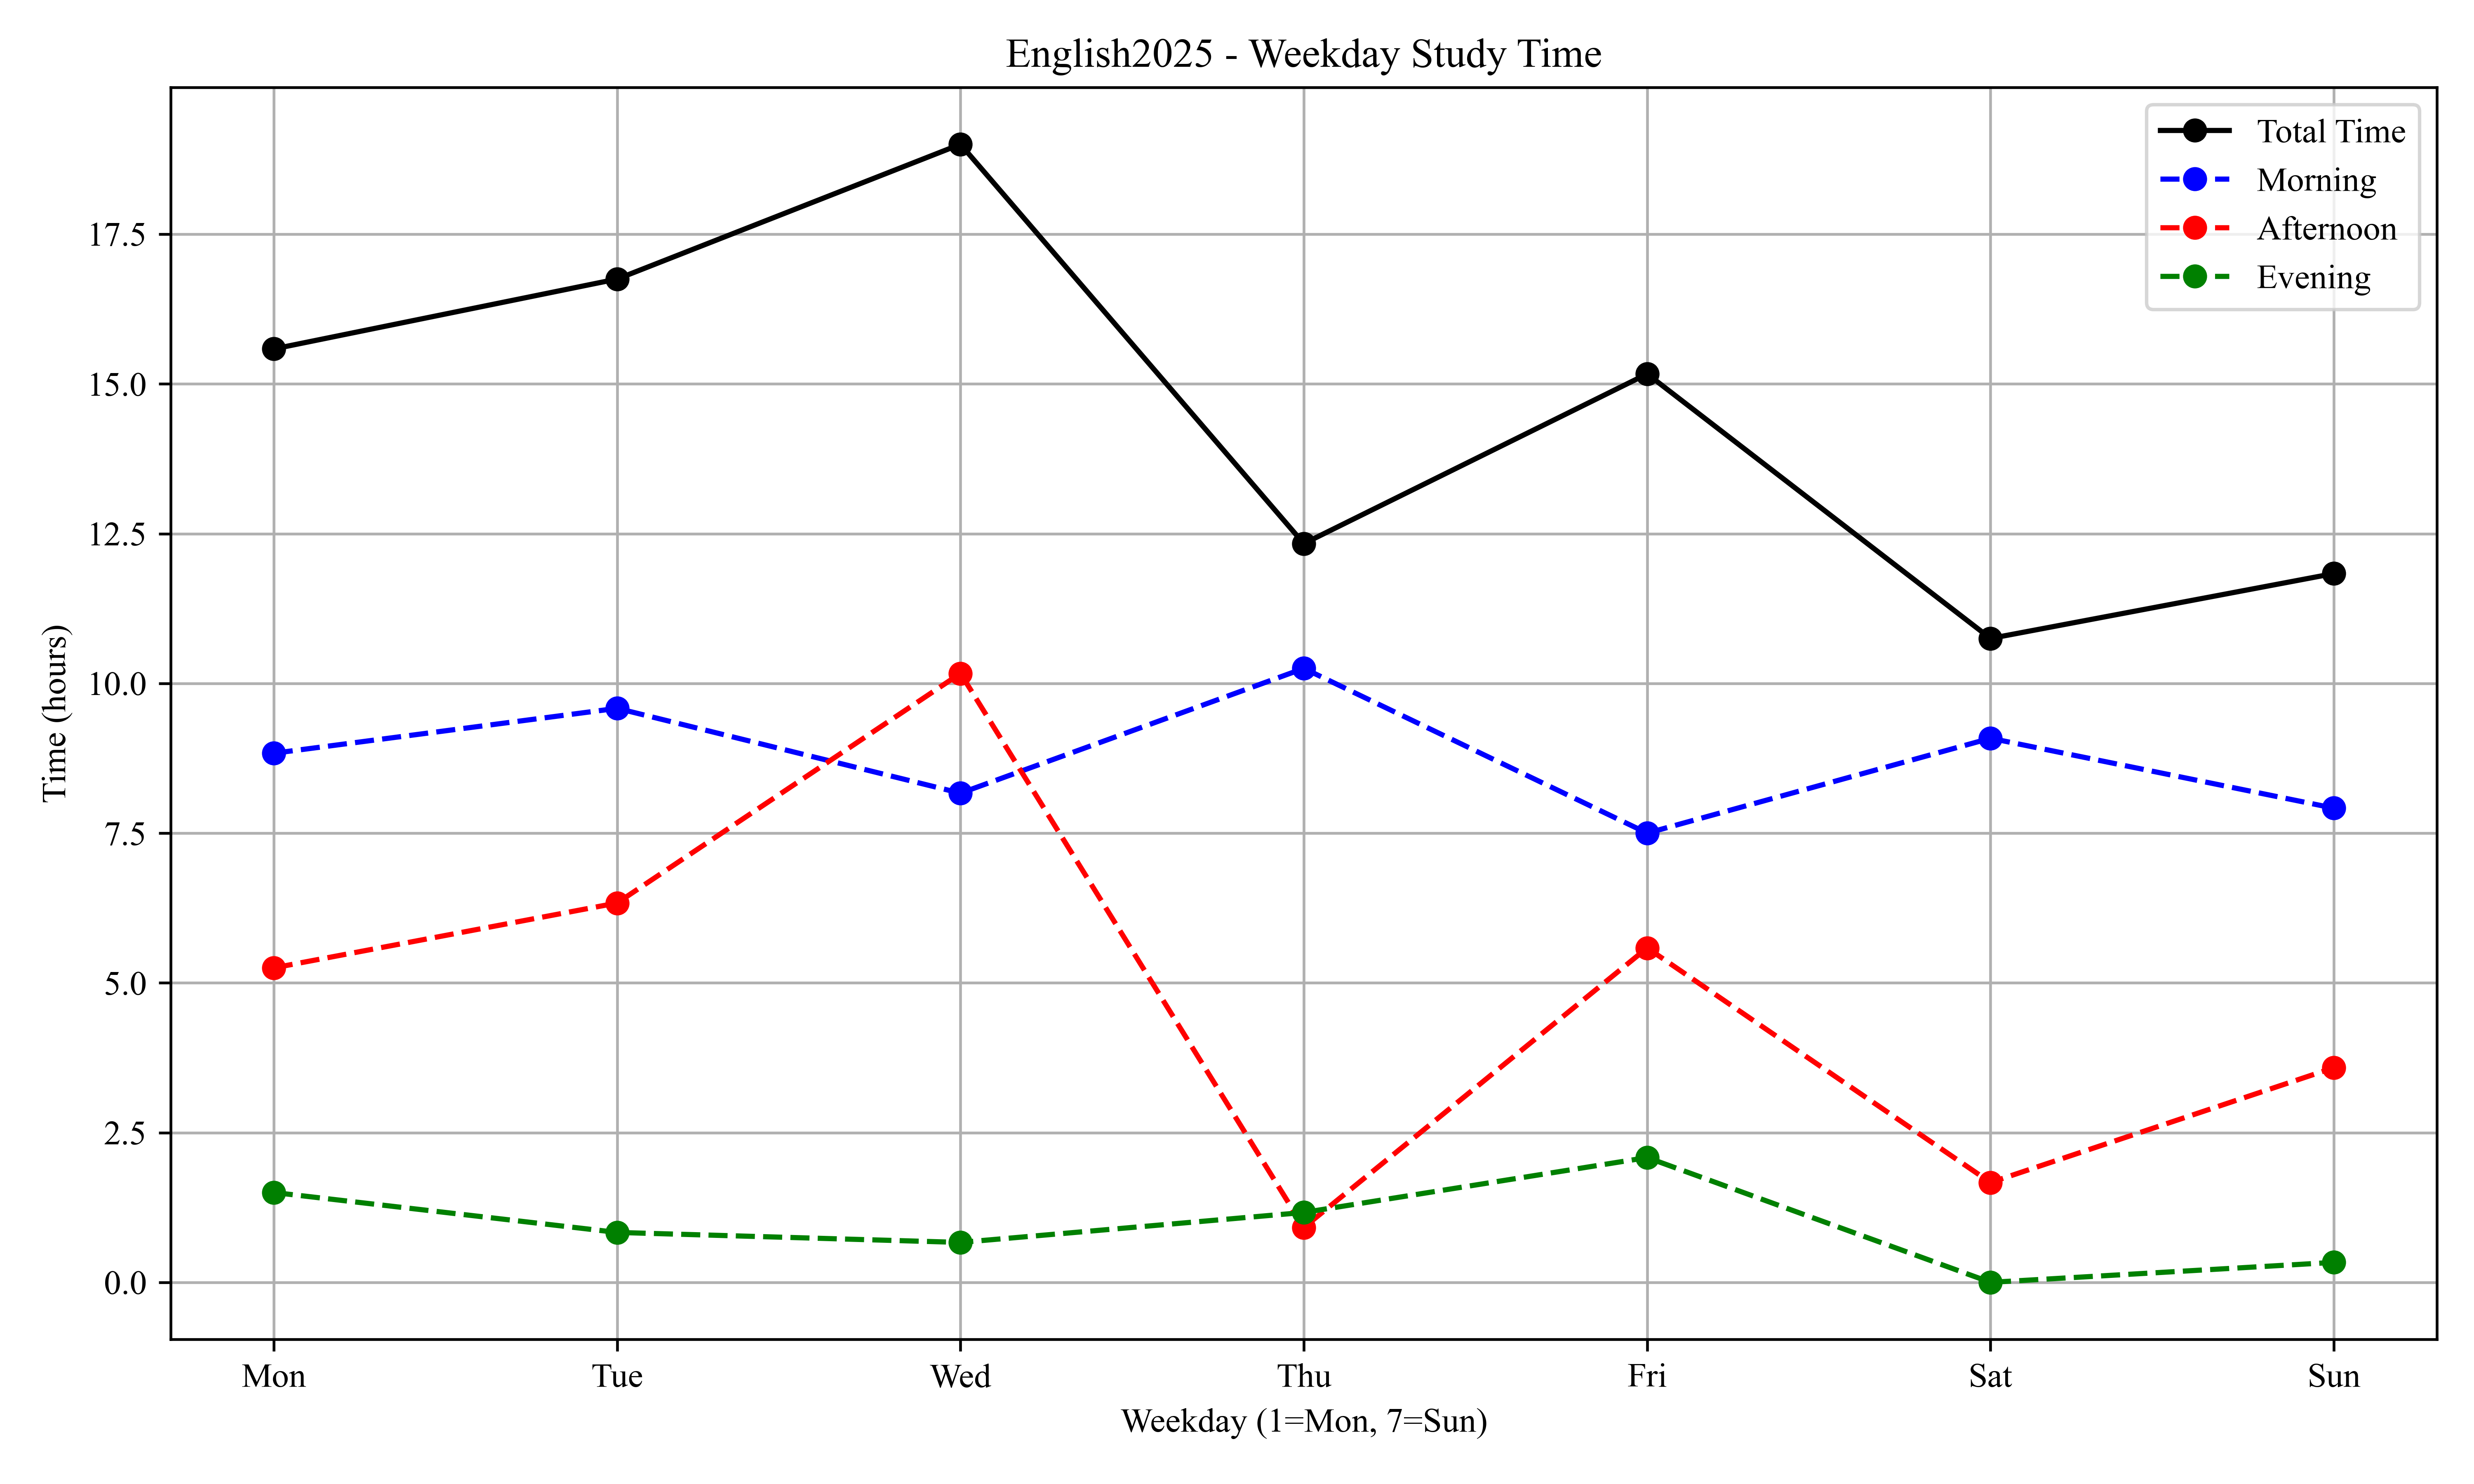 English2025 - Weekday Study Time
Total Time
Morning
Afternoon
Evening
Time (hours)
17.5
15.0
12.5
10.0
7.5
5.0
2.5
0.0
Mon Tue Wed Thu Fri Sat Sun
Weekday (1=Mon, 7=Sun)